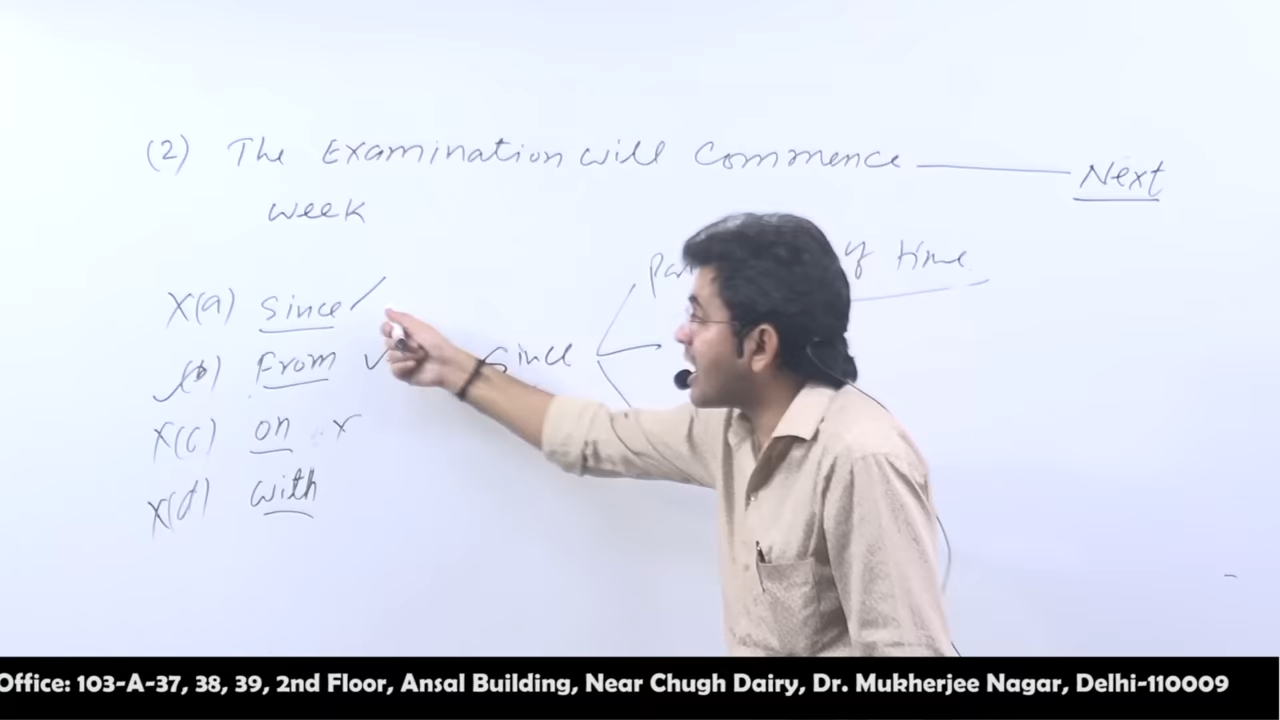 (2) The Examination will Commence ——— Next
week
X(a) Since
(b) From ✓
X(c) on x
X(d) with
Since
of time
Office: 103-A-37, 38, 39, 2nd Floor, Ansal Building, Near Chugh Dairy, Dr. Mukherjee Nagar, Delhi-110009